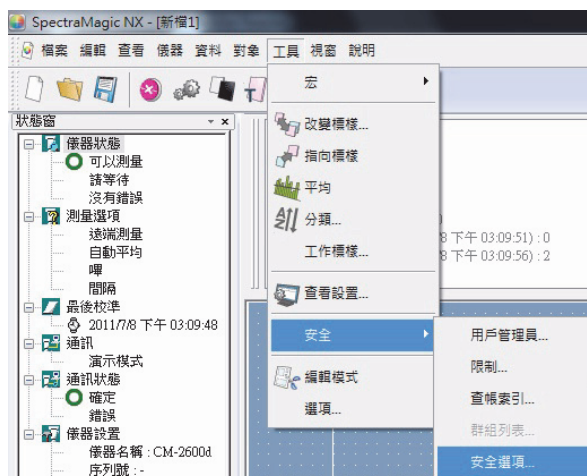 SpectraMagic NX - [新檔1]
檔案 編輯 查看 儀器 資料 對象 工具 視窗 說明
狀態窗
儀器狀態
可以測量
請等待
沒有錯誤
測量選項
遠端測量
自動平均
嗶
間隔
最後校準
2011/7/8 下午 03:09:48
通訊
演示模式
通訊狀態
確定
錯誤
儀器設置
儀器名稱 : CM-2600d
序列號 : -
宏
改變標樣...
指向標樣
平均
分類...
工作標樣...
查看設置...
安全
編輯模式
選項...
/8 下午 03:09:51) : 0
/8 下午 03:09:56) : 2
用戶管理員...
限制...
查帳索引...
群組列表...
安全選項...